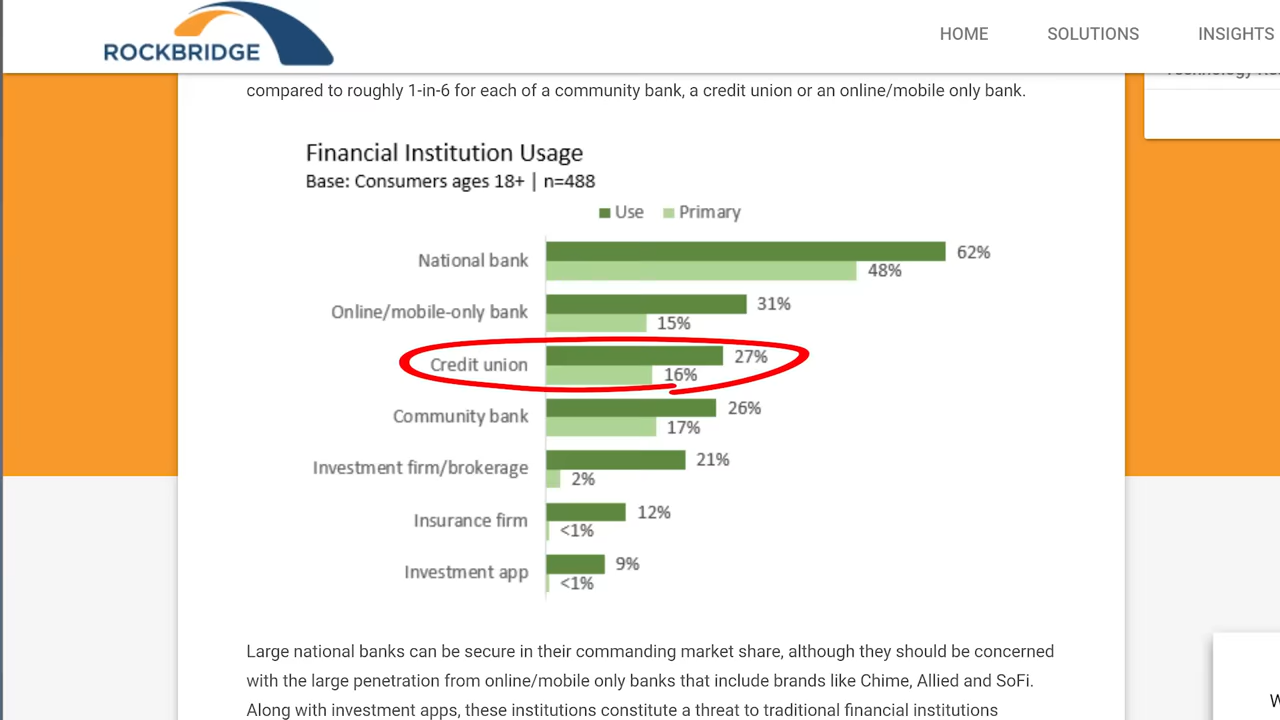 ROCKBRIDGE
HOME SOLUTIONS INSIGHTS
compared to roughly 1-in-6 for each of a community bank, a credit union or an online/mobile only bank.
Financial Institution Usage
Base: Consumers ages 18+ | n=488
Use Primary
National bank 62%
48%
Online/mobile-only bank 31%
15%
Credit union 27%
16%
Community bank 26%
17%
Investment firm/brokerage 21%
2%
Insurance firm 12%
<1%
Investment app 9%
<1%
Large national banks can be secure in their commanding market share, although they should be concerned
with the large penetration from online/mobile only banks that include brands like Chime, Allied and SoFi.
Along with investment apps, these institutions constitute a threat to traditional financial institutions